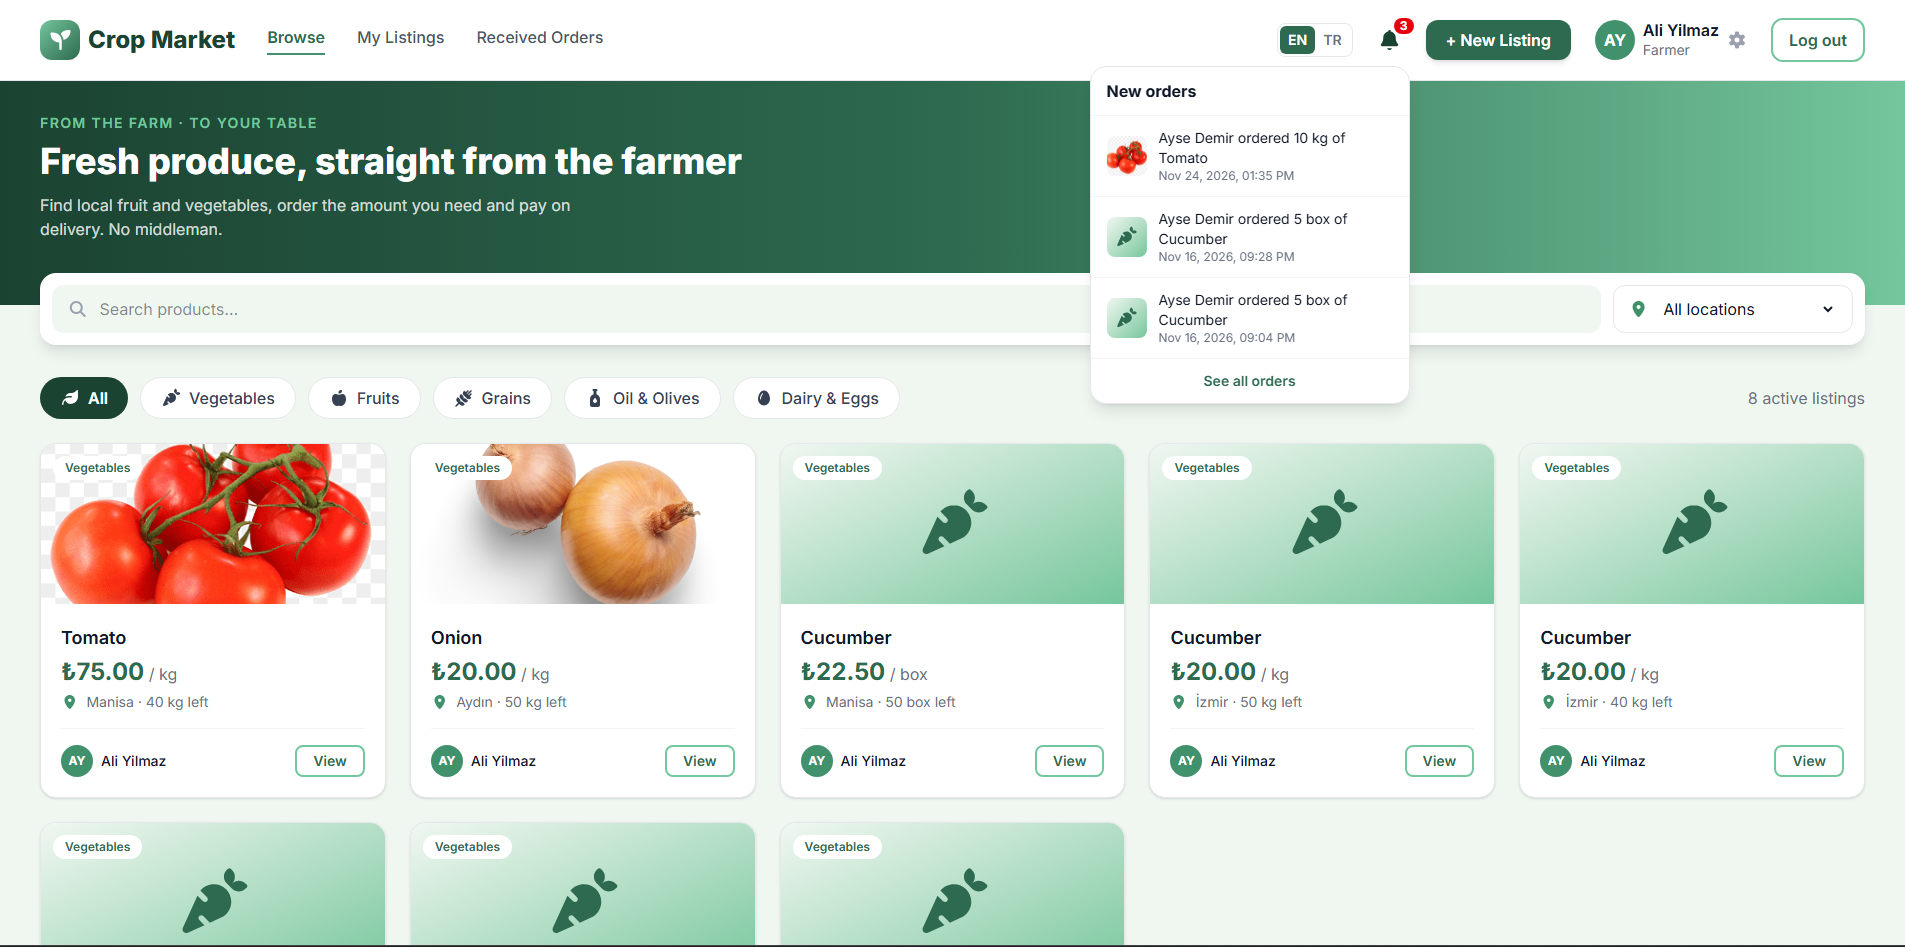 Crop Market
Browse
My Listings
Received Orders
EN
TR
3
+ New Listing
AY
Ali Yilmaz
Farmer
Log out
New orders
Ayse Demir ordered 10 kg of
Tomato
Nov 24, 2026, 01:35 PM
Ayse Demir ordered 5 box of
Cucumber
Nov 16, 2026, 09:28 PM
Ayse Demir ordered 5 box of
Cucumber
Nov 16, 2026, 09:04 PM
See all orders
FROM THE FARM · TO YOUR TABLE
Fresh produce, straight from the farmer
Find local fruit and vegetables, order the amount you need and pay on
delivery. No middleman.
Search products...
All locations
All
Vegetables
Fruits
Grains
Oil & Olives
Dairy & Eggs
8 active listings
Vegetables
Tomato
₺75.00 / kg
Manisa · 40 kg left
AY
Ali Yilmaz
View
Vegetables
Onion
₺20.00 / kg
Aydın · 50 kg left
AY
Ali Yilmaz
View
Vegetables
Cucumber
₺22.50 / box
Manisa · 50 box left
AY
Ali Yilmaz
View
Vegetables
Cucumber
₺20.00 / kg
İzmir · 50 kg left
AY
Ali Yilmaz
View
Vegetables
Cucumber
₺20.00 / kg
İzmir · 40 kg left
AY
Ali Yilmaz
View
Vegetables
Vegetables
Vegetables